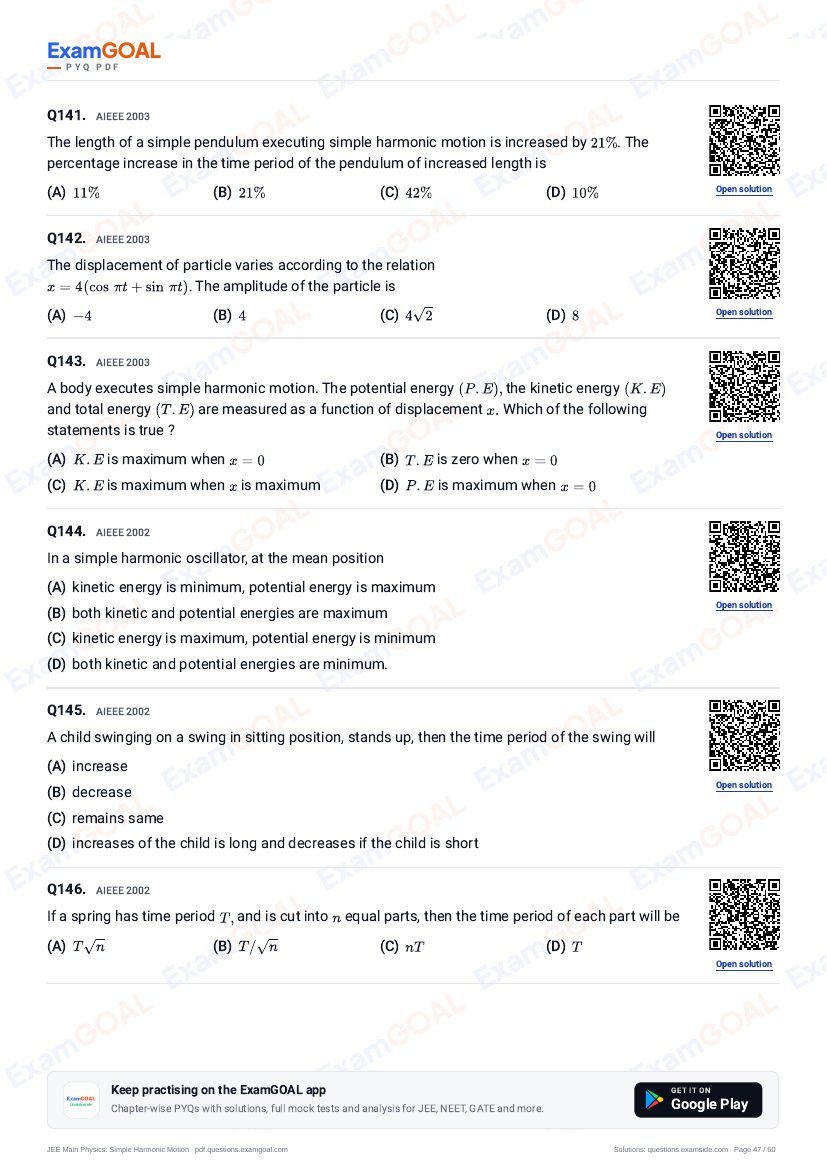 ExamGOAL
PYQ PDF
Q141. AIEEE 2003
The length of a simple pendulum executing simple harmonic motion is increased by 21%. The
percentage increase in the time period of the pendulum of increased length is
(A) 11% (B) 21% (C) 42% (D) 10%
Open solution
Q142. AIEEE 2003
The displacement of particle varies according to the relation
x = 4(cos πt + sin πt). The amplitude of the particle is
(A) −4 (B) 4 (C) 4√2 (D) 8
Open solution
Q143. AIEEE 2003
A body executes simple harmonic motion. The potential energy (P.E), the kinetic energy (K.E)
and total energy (T.E) are measured as a function of displacement x. Which of the following
statements is true ?
(A) K.E is maximum when x = 0 (B) T.E is zero when x = 0
(C) K.E is maximum when x is maximum (D) P.E is maximum when x = 0
Open solution
Q144. AIEEE 2002
In a simple harmonic oscillator, at the mean position
(A) kinetic energy is minimum, potential energy is maximum
(B) both kinetic and potential energies are maximum
(C) kinetic energy is maximum, potential energy is minimum
(D) both kinetic and potential energies are minimum.
Open solution
Q145. AIEEE 2002
A child swinging on a swing in sitting position, stands up, then the time period of the swing will
(A) increase
(B) decrease
(C) remains same
(D) increases of the child is long and decreases if the child is short
Open solution
Q146. AIEEE 2002
If a spring has time period T, and is cut into n equal parts, then the time period of each part will be
(A) T√n (B) T/√n (C) nT (D) T
Open solution
ExamGOAL
Keep practising on the ExamGOAL app
Chapter-wise PYQs with solutions, full mock tests and analysis for JEE, NEET, GATE and more.
GET IT ON
Google Play
JEE Main Physics: Simple Harmonic Motion · pdf.questions.examgoal.com
Solutions: questions.examside.com · Page 47 / 60